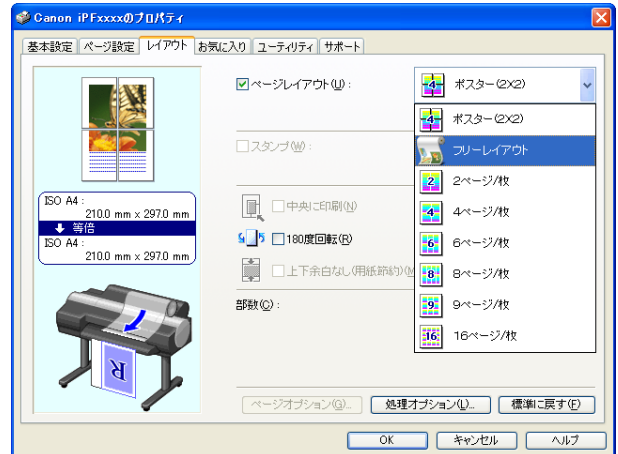 Canon iPFxxxxのプロパティ
基本設定 ページ設定 レイアウト お気に入り ユーティリティ サポート
ページレイアウト(U) :
ポスター(2X2)
ポスター(2X2)
フリーレイアウト
スタンプ(W) :
2ページ/枚
4ページ/枚
6ページ/枚
8ページ/枚
9ページ/枚
16ページ/枚
ISO A4 :
210.0 mm x 297.0 mm
等倍
ISO A4 :
210.0 mm x 297.0 mm
中央に印刷(N)
180度回転(R)
上下余白なし(用紙節約)(M
部数(C) :
R
ページオプション(G)... 処理オプション(L)... 標準に戻す(F)
OK キャンセル ヘルプ